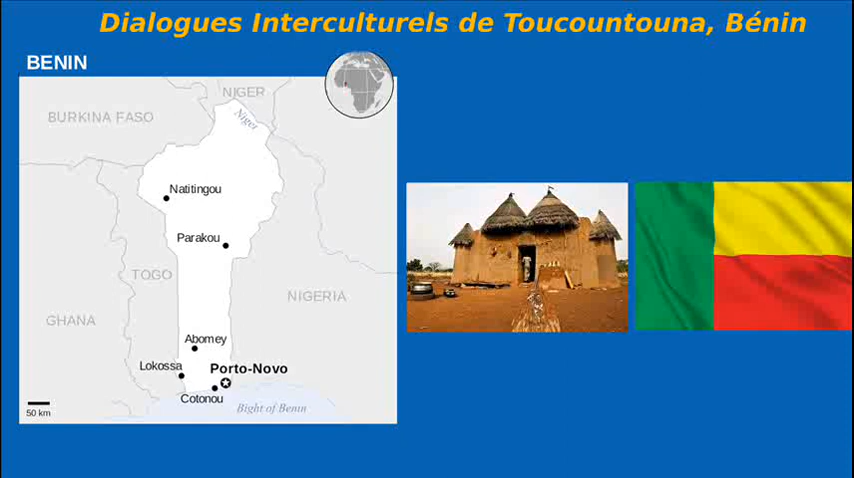 Dialogues Interculturels de Toucountouna, Bénin
BENIN
NIGER
BURKINA FASO
Niger
Natitingou
Parakou
TOGO
NIGERIA
GHANA
Abomey
Lokossa
Porto-Novo
Cotonou
Bight of Benin
50 km